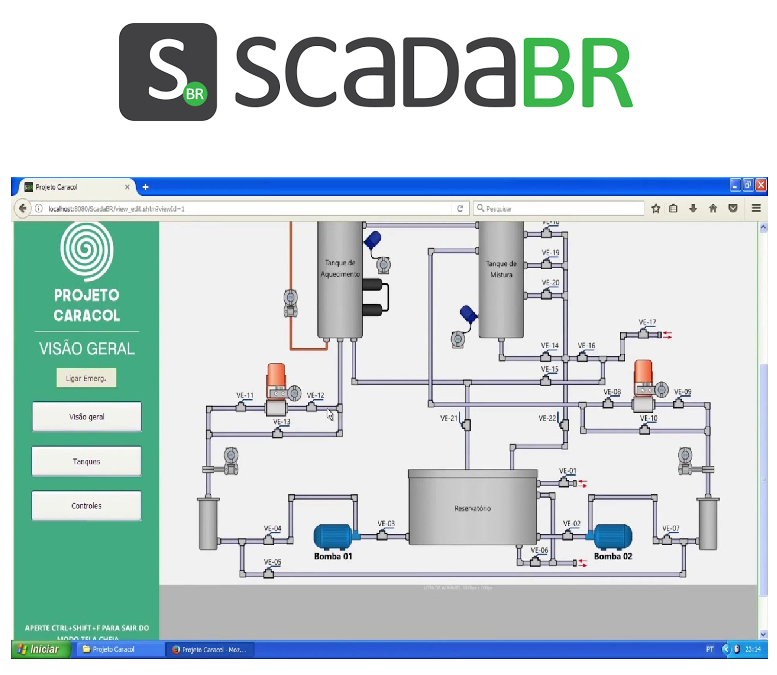 S.
BR
SCADABR
Projeto Caracol
localhost:8080/ScadaBR/view_edit.shtm?viewId=1
Pesquisar
PROJETO
CARACOL
VISÃO GERAL
Ligar Emerg.
Visão geral
Tanques
Controles
APERTE CTRL+SHIFT+F PARA SAIR DO
MODO TELA CHEIA
Tanque de
Aquecimento
Tanque de
Mistura
VE-18
VE-19
VE-20
VE-17
VE-14
VE-16
VE-15
VE-11
VE-12
VE-13
VE-08
VE-09
VE-10
VE-21
VE-22
Reservatório
VE-01
VE-04
VE-03
VE-02
VE-07
Bomba 01
Bomba 02
VE-06
VE-05
Iniciar
Projeto Caracol
Projeto Caracol - Moz...
PT